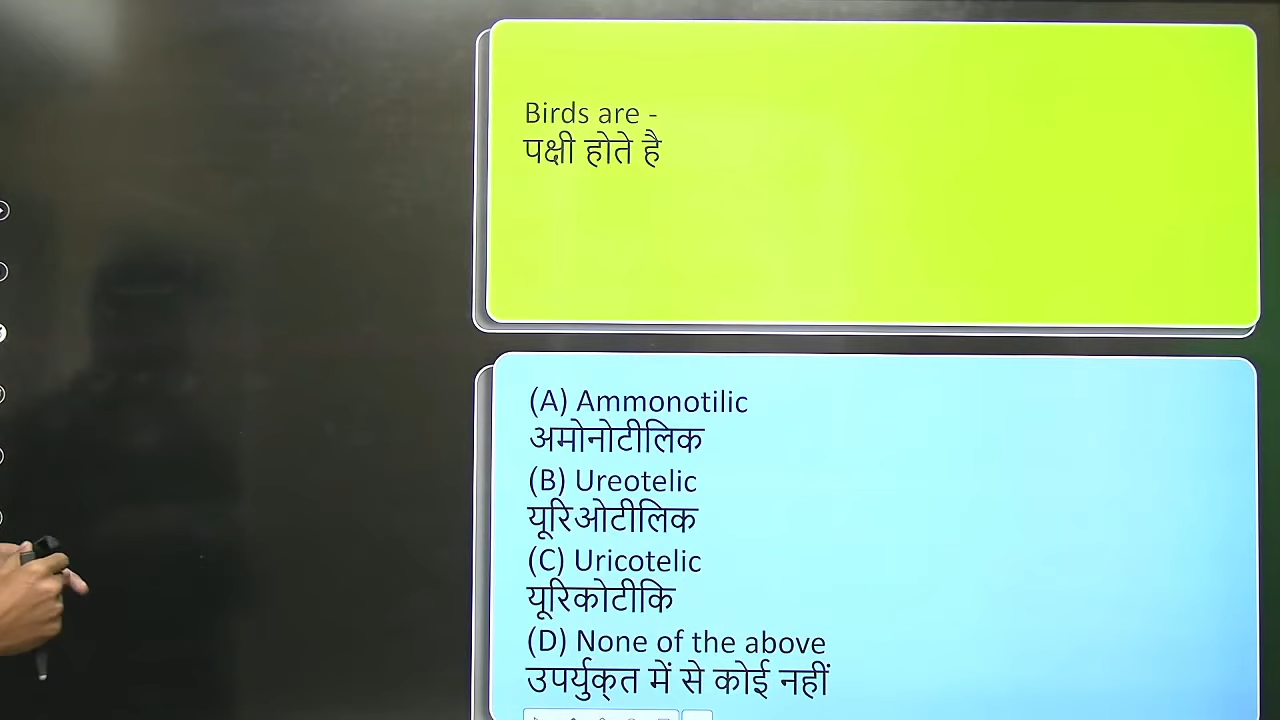 Birds are -
पक्षी होते है
(A) Ammonotilic
अमोनोटीलिक
(B) Ureotelic
यूरिओटीलिक
(C) Uricotelic
यूरिकोटीकि
(D) None of the above
उपर्युक्त में से कोई नहीं